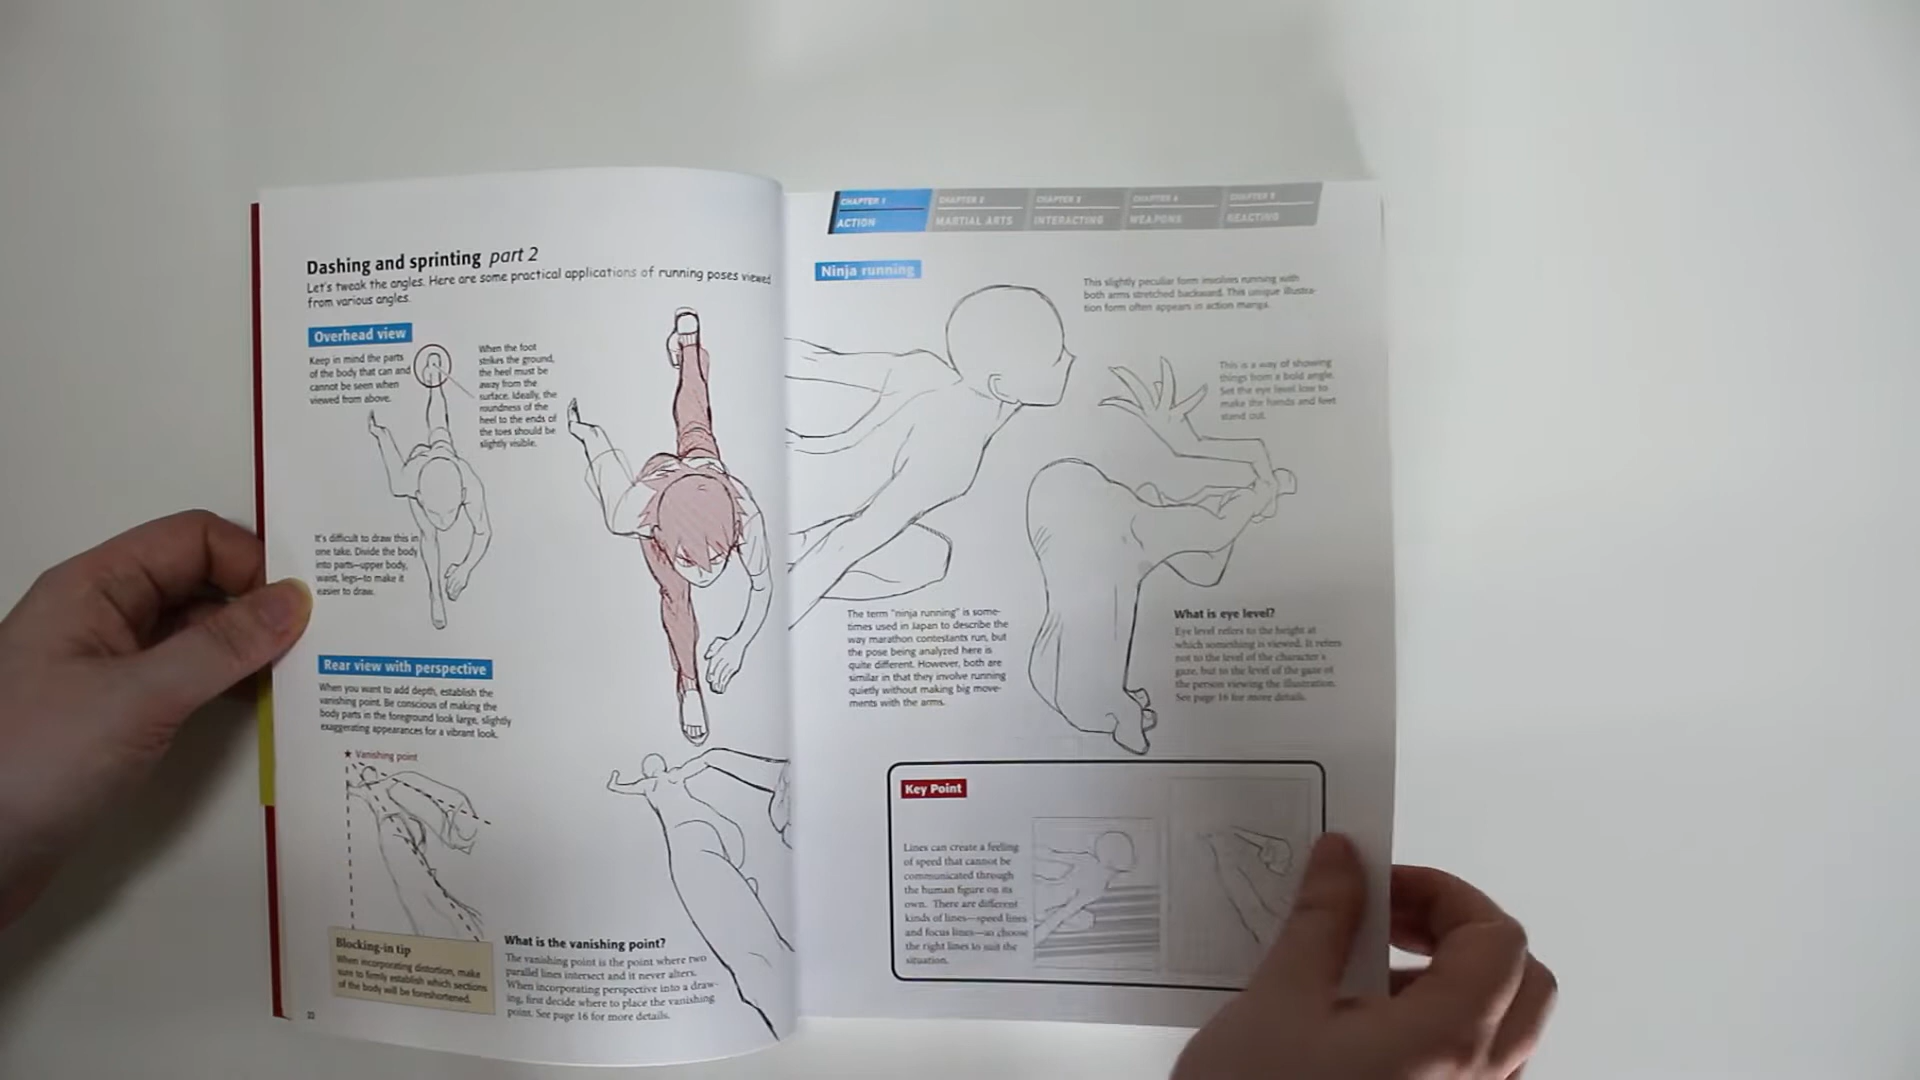 Dashing and sprinting part 2
Let's tweak the angles. Here are some practical applications of running poses viewed
from various angles.
Overhead view
Keep in mind the parts
of the body that can and
cannot be seen when
viewed from above.
When the foot
strikes the ground,
the heel must be
away from the
surface. Ideally, the
roundness of the
heel to the ends of
the toes should be
slightly visible.
It's difficult to draw this in
one take. Divide the body
into parts—upper body,
waist, legs—to make it
easier to draw.
Rear view with perspective
When you want to add depth, establish the
vanishing point. Be conscious of making the
body parts in the foreground look large, slightly
exaggerating appearances for a vibrant look.
★ Vanishing point
Blocking-in tip
When incorporating distortion, make
sure to firmly establish which sections
of the body will be foreshortened.
What is the vanishing point?
The vanishing point is the point where two
parallel lines intersect and it never alters.
When incorporating perspective into a draw-
ing, first decide where to place the vanishing
point. See page 16 for more details.
CHAPTER 1
ACTION
CHAPTER 2
MARTIAL ARTS
CHAPTER 3
INTERACTING
CHAPTER 4
WEAPONS
CHAPTER 5
REACTING
Ninja running
This slightly peculiar form involves running with
both arms stretched backward. This unique illustra-
tion form often appears in action manga.
This is a way of showing
things from a bold angle.
Set the eye level low to
make the hands and feet
stand out.
The term "ninja running" is some-
times used in Japan to describe the
way marathon contestants run, but
the pose being analyzed here is
quite different. However, both are
similar in that they involve running
quietly without making big move-
ments with the arms.
What is eye level?
Eye level refers to the height at
which something is viewed. It refers
not to the level of the character's
gaze, but to the level of the gaze of
the person viewing the illustration.
See page 16 for more details.
Key Point
Lines can create a feeling
of speed that cannot be
communicated through
the human figure on its
own. There are different
kinds of lines—speed lines
and focus lines—so choose
the right lines to suit the
situation.